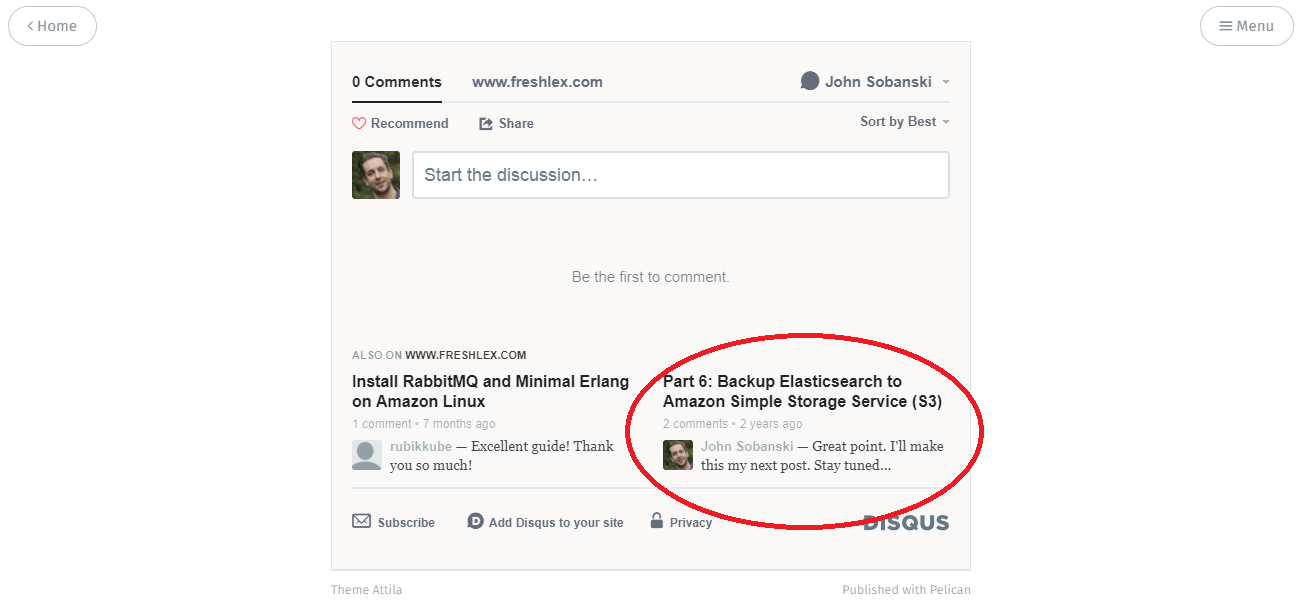 Home
Menu
0 Comments
www.freshlex.com
John Sobanski
Recommend
Share
Sort by Best
Start the discussion…
Be the first to comment.
ALSO ON WWW.FRESHLEX.COM
Install RabbitMQ and Minimal Erlang
on Amazon Linux
1 comment • 7 months ago
rubikkube — Excellent guide! Thank
you so much!
Part 6: Backup Elasticsearch to
Amazon Simple Storage Service (S3)
2 comments • 2 years ago
John Sobanski — Great point. I'll make
this my next post. Stay tuned...
Subscribe
D Add Disqus to your site
Privacy
DISQUS
Theme Attila
Published with Pelican